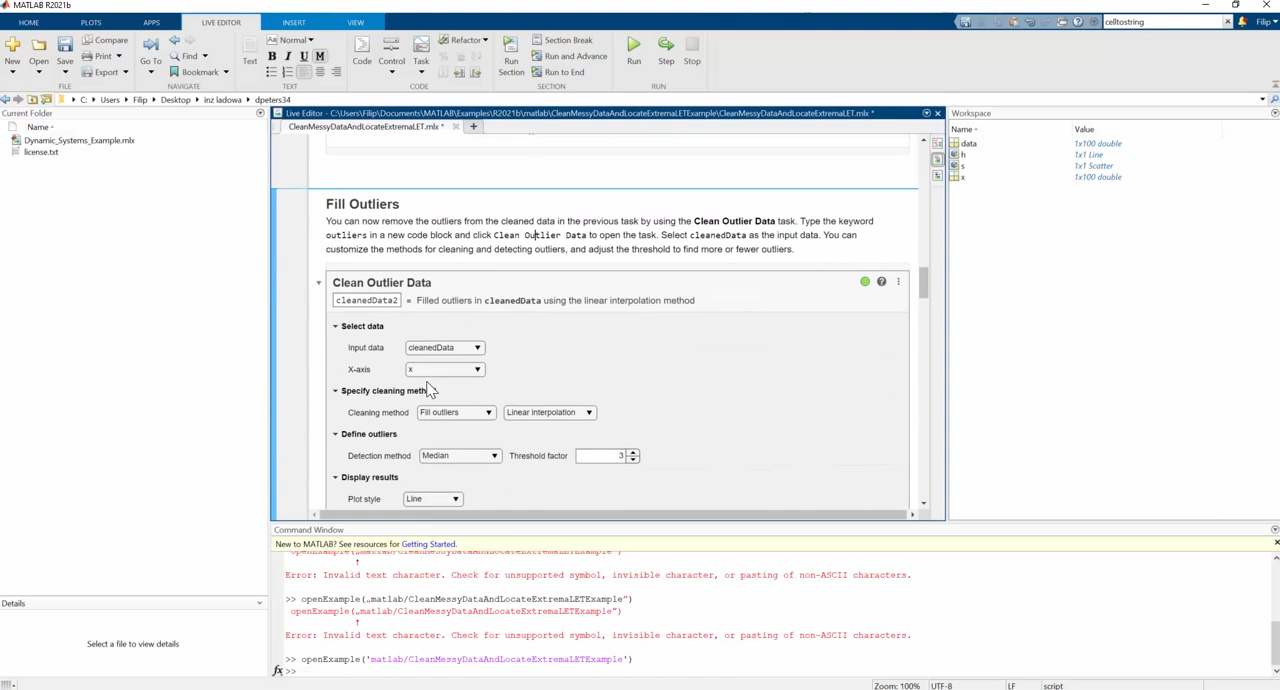 MATLAB R2021b
HOME PLOTS APPS LIVE EDITOR INSERT VIEW
celltostring
Filip
New Open Save
Compare
Print
Export
Go To
Find
Bookmark
Text
Normal
B I U M
Code Control Task
Refactor
Run Section
Section Break
Run and Advance
Run to End
Run Step Stop
FILE NAVIGATE TEXT CODE SECTION RUN
C: Users Filip Desktop inz ladowa dpeters34
Current Folder
Name
Dynamic_Systems_Example.mlx
license.txt
Details
Select a file to view details
Live Editor - C:\Users\Filip\Documents\MATLAB\Examples\R2021b\matlab\CleanMessyDataAndLocateExtremaLETExample\CleanMessyDataAndLocateExtremaLET.mlx *
CleanMessyDataAndLocateExtremaLET.mlx *
Fill Outliers
You can now remove the outliers from the cleaned data in the previous task by using the Clean Outlier Data task. Type the keyword
outliers in a new code block and click Clean Outlier Data to open the task. Select cleanedData as the input data. You can
customize the methods for cleaning and detecting outliers, and adjust the threshold to find more or fewer outliers.
Clean Outlier Data
cleanedData2 = Filled outliers in cleanedData using the linear interpolation method
Select data
Input data cleanedData
X-axis x
Specify cleaning meth
Cleaning method Fill outliers Linear interpolation
Define outliers
Detection method Median Threshold factor 3
Display results
Plot style Line
Workspace
Name Value
data 1x100 double
h 1x1 Line
s 1x1 Scatter
x 1x100 double
Command Window
New to MATLAB? See resources for Getting Started.
openExample(„matlab/CleanMessyDataAndLocateExtremaLETExample”)
↑
Error: Invalid text character. Check for unsupported symbol, invisible character, or pasting of non-ASCII characters.
>> openExample(„matlab/CleanMessyDataAndLocateExtremaLETExample”)
openExample(„matlab/CleanMessyDataAndLocateExtremaLETExample”)
↑
Error: Invalid text character. Check for unsupported symbol, invisible character, or pasting of non-ASCII characters.
>> openExample('matlab/CleanMessyDataAndLocateExtremaLETExample')
fx >>
Zoom: 100% UTF-8 LF script